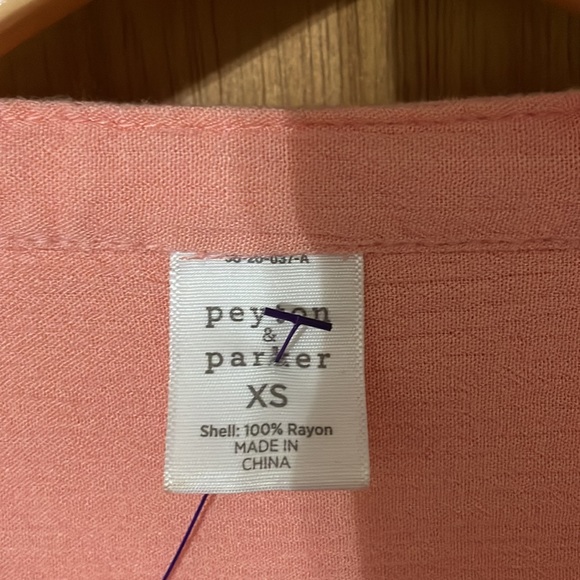 peyton
&
parker
XS
Shell: 100% Rayon
MADE IN
CHINA